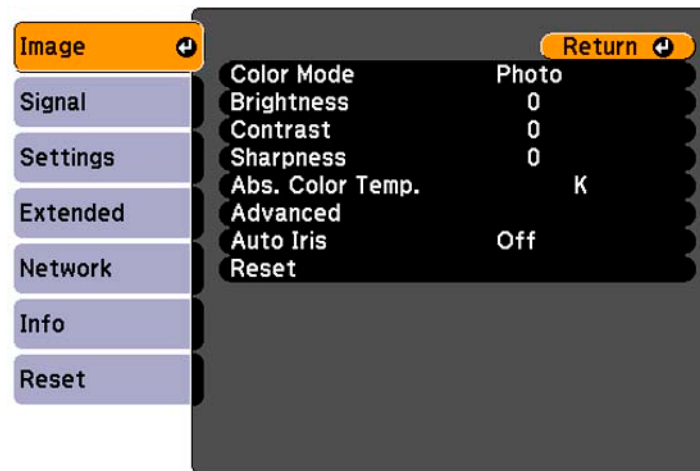 Image
Signal
Settings
Extended
Network
Info
Reset
Return
Color Mode Photo
Brightness 0
Contrast 0
Sharpness 0
Abs. Color Temp. K
Advanced
Auto Iris Off
Reset